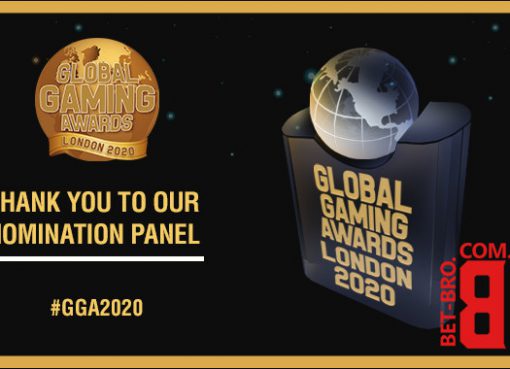 GLOBAL
GAMING
AWARDS
LONDON 2020
HANK YOU TO OUR
NOMINATION PANEL
#GGA2020
GLOBAL
GAMING
AWARDS
LONDON
2020
BET-BRO.
COM.
B